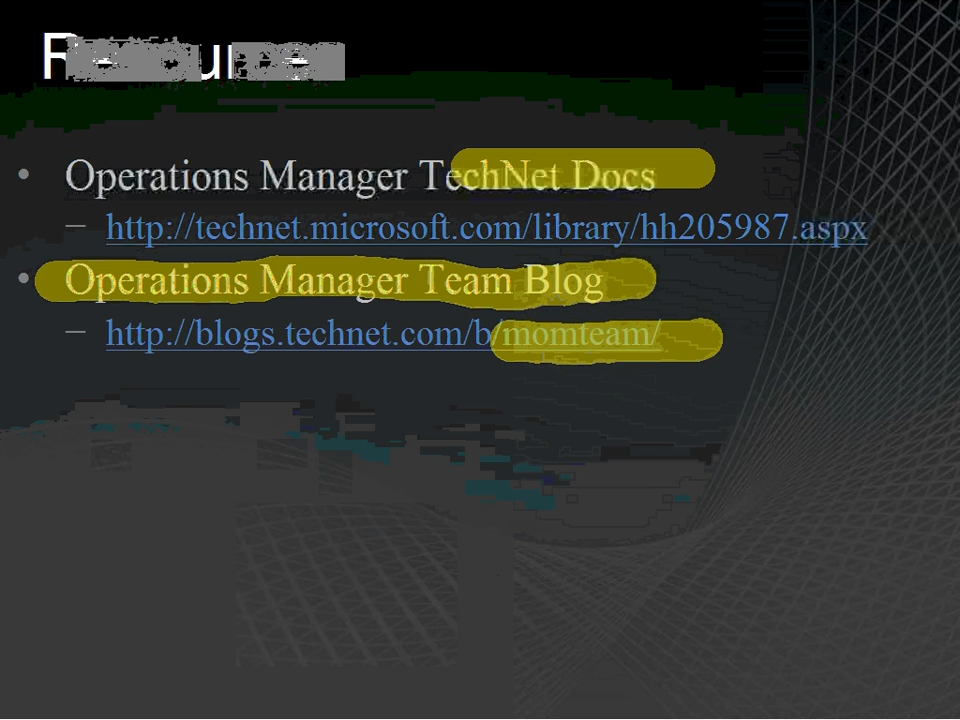 Resources
• Operations Manager TechNet Docs
– http://technet.microsoft.com/library/hh205987.aspx
• Operations Manager Team Blog
– http://blogs.technet.com/b/momteam/